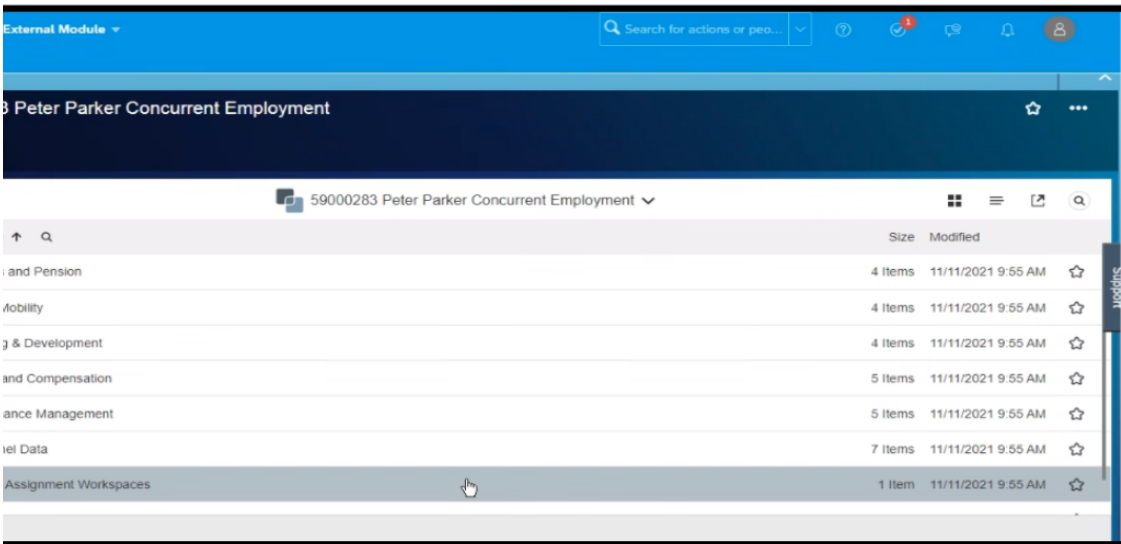 External Module
Search for actions or peo...
1
3 Peter Parker Concurrent Employment
59000283 Peter Parker Concurrent Employment
Size Modified
and Pension 4 Items 11/11/2021 9:55 AM
Mobility 4 Items 11/11/2021 9:55 AM
g & Development 4 Items 11/11/2021 9:55 AM
and Compensation 5 Items 11/11/2021 9:55 AM
ance Management 5 Items 11/11/2021 9:55 AM
nel Data 7 Items 11/11/2021 9:55 AM
Assignment Workspaces 1 Item 11/11/2021 9:55 AM
Support